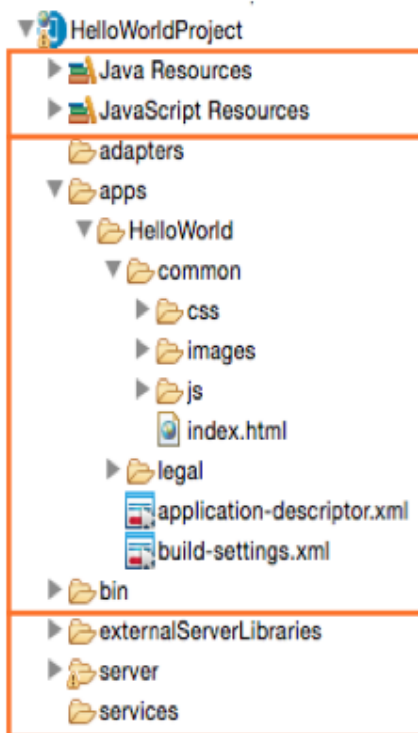 HelloWorldProject
Java Resources
JavaScript Resources
adapters
apps
HelloWorld
common
css
images
js
index.html
legal
application-descriptor.xml
build-settings.xml
bin
externalServerLibraries
server
services